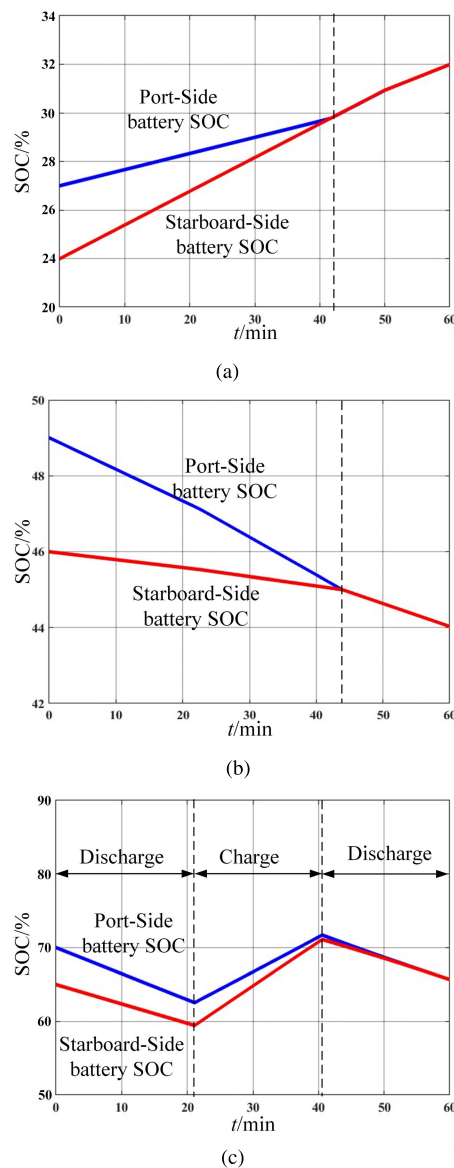 34
32
30
28
26
24
22
20
SOC/%
Port-Side
battery SOC
Starboard-Side
battery SOC
0 10 20 30 40 50 60
t/min
(a)
50
48
46
44
42
SOC/%
Port-Side
battery SOC
Starboard-Side
battery SOC
0 10 20 30 40 50 60
t/min
(b)
90
80
70
60
50
SOC/%
Discharge Charge Discharge
Port-Side
battery SOC
Starboard-Side
battery SOC
0 10 20 30 40 50 60
t/min
(c)